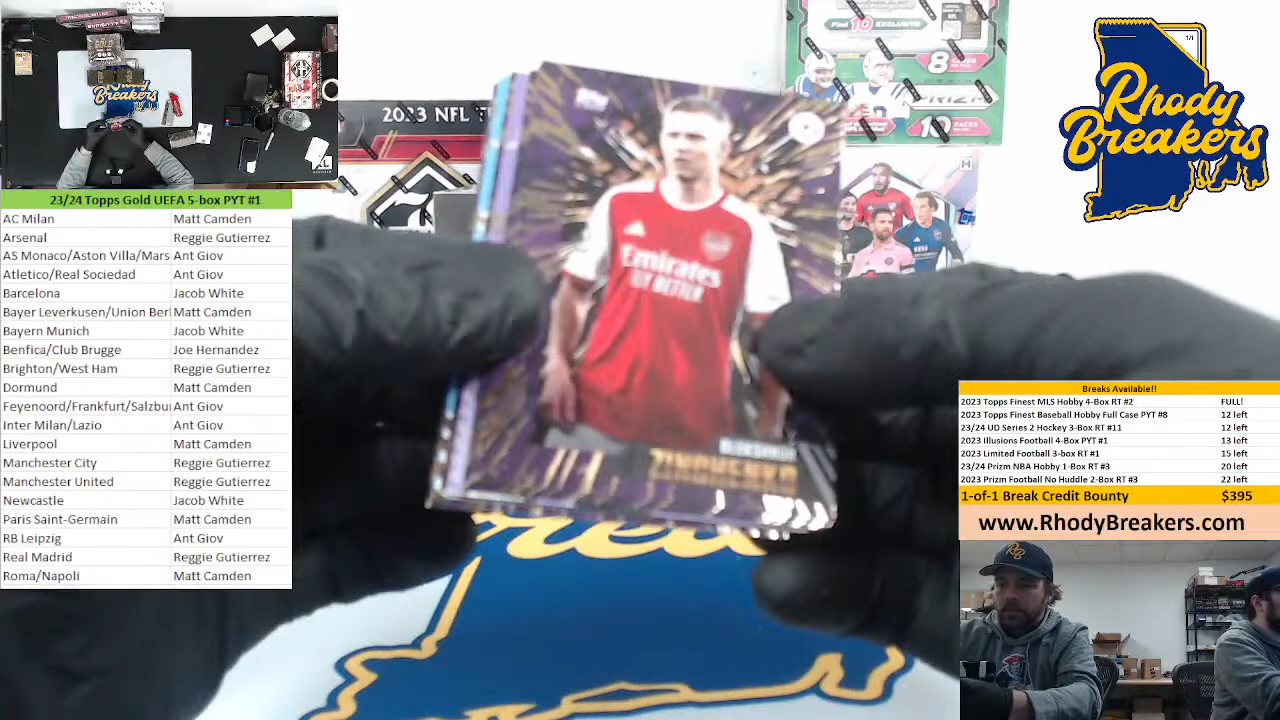 23/24 Topps Gold UEFA 5-box PYT #1
AC Milan Matt Camden
Arsenal Reggie Gutierrez
AS Monaco/Aston Villa/Mars Ant Giov
Atletico/Real Sociedad Ant Giov
Barcelona Jacob White
Bayer Leverkusen/Union Ber Matt Camden
Bayern Munich Jacob White
Benfica/Club Brugge Joe Hernandez
Brighton/West Ham Reggie Gutierrez
Dormund Matt Camden
Feyenoord/Frankfurt/Salzbu Ant Giov
Inter Milan/Lazio Ant Giov
Liverpool Matt Camden
Manchester City Reggie Gutierrez
Manchester United Reggie Gutierrez
Newcastle Jacob White
Paris Saint-Germain Matt Camden
RB Leipzig Ant Giov
Real Madrid Reggie Gutierrez
Roma/Napoli Matt Camden
Rhody
Breakers
2023 NFL
Emirates
FLY BETTER
ZINCHENKO
8
PRIZM
1/1
Rhody
Breakers
Breaks Available!!
2023 Topps Finest MLS Hobby 4-Box RT #2 FULL!
2023 Topps Finest Baseball Hobby Full Case PYT #8 12 left
23/24 UD Series 2 Hockey 3-Box RT #11 12 left
2023 Illusions Football 4-Box PYT #1 13 left
2023 Limited Football 3-box RT #1 15 left
23/24 Prizm NBA Hobby 1-Box RT #3 20 left
2023 Prizm Football No Huddle 2-Box RT #3 22 left
1-of-1 Break Credit Bounty $395
www.RhodyBreakers.com